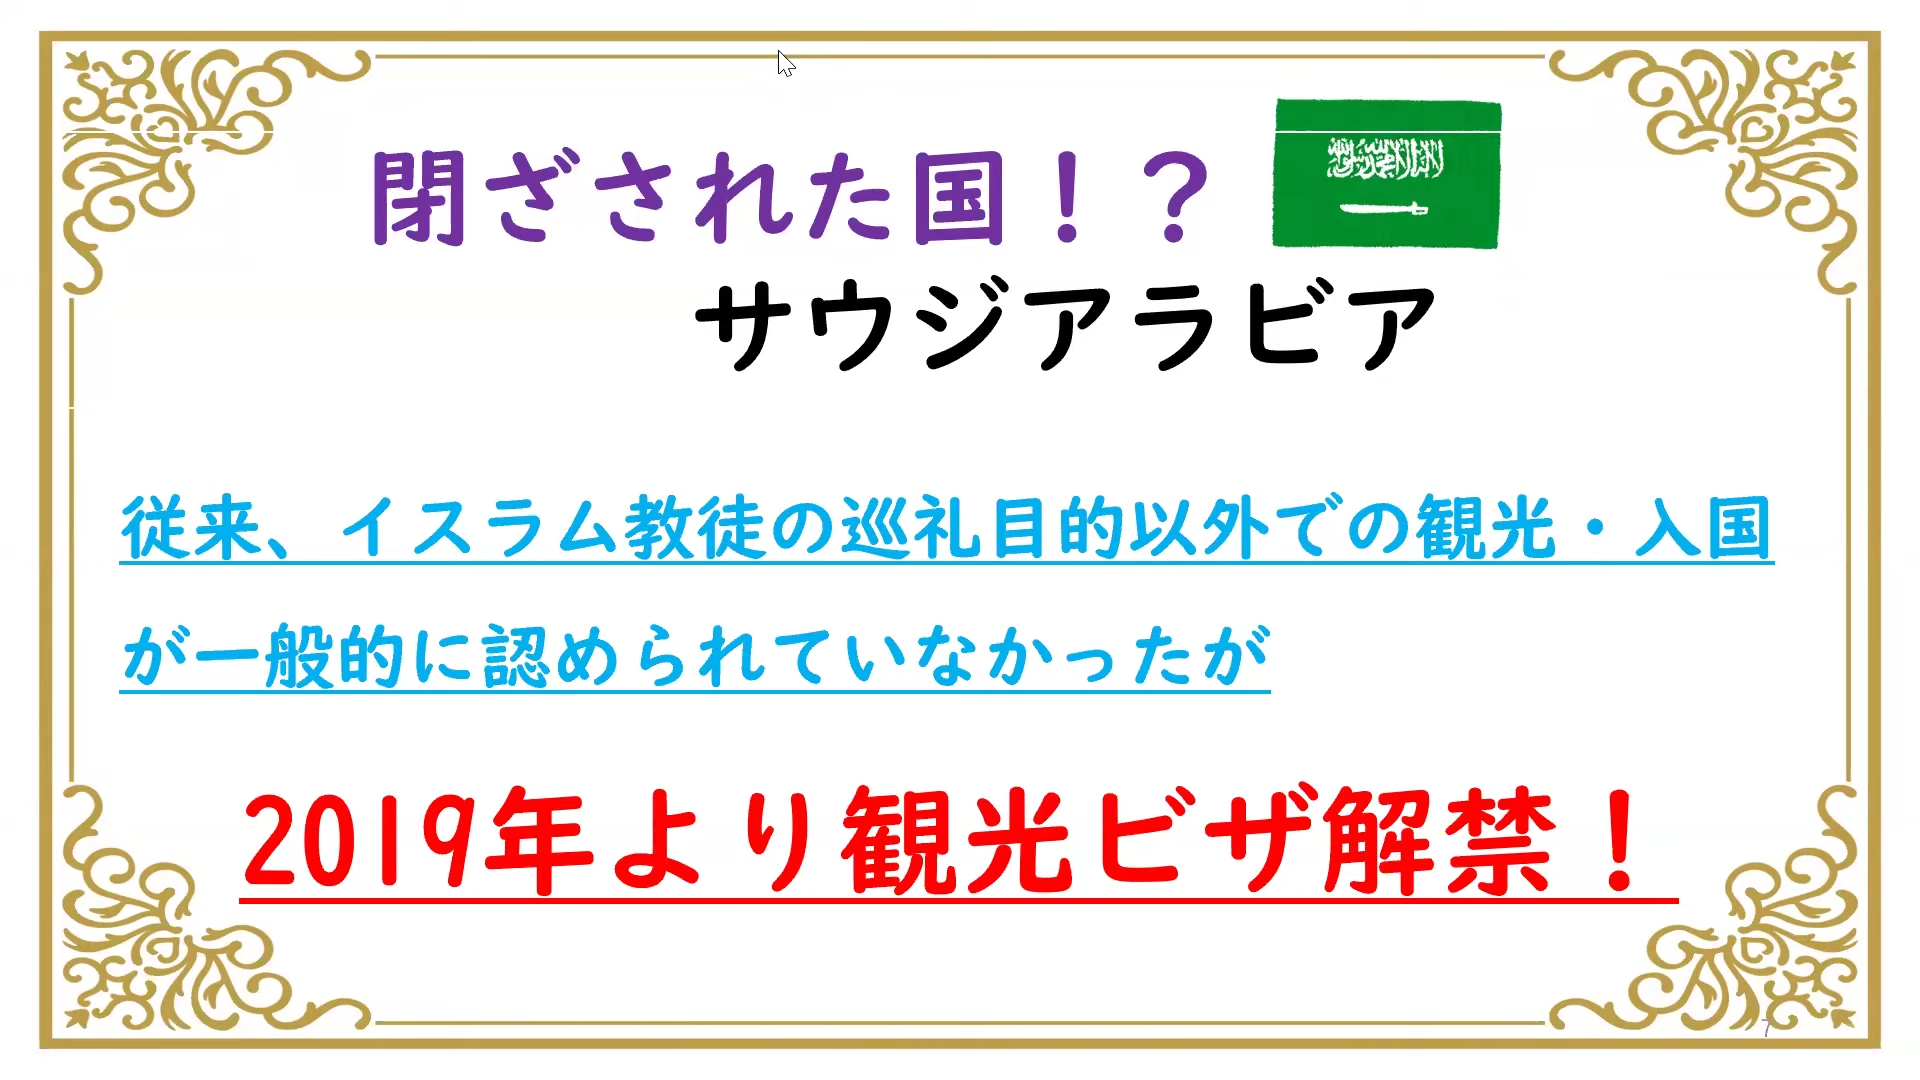 閉ざされた国！？
サウジアラビア
従来、イスラム教徒の巡礼目的以外での観光・入国
が一般的に認められていなかったが
2019年より観光ビザ解禁！
7